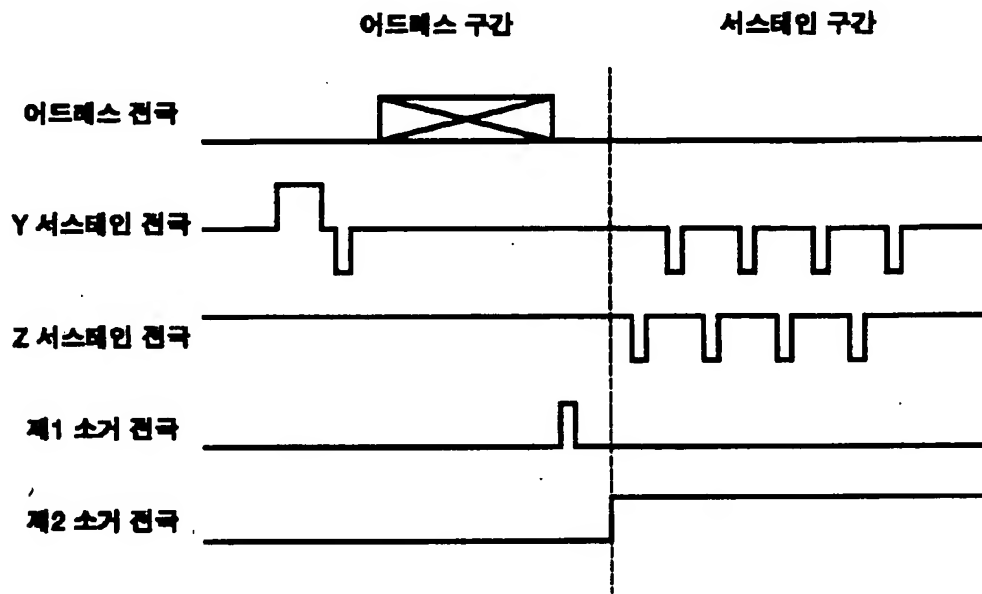 어드레스 구간
서스테인 구간
어드레스 전극
Y 서스테인 전극
Z 서스테인 전극
제1 소거 전극
제2 소거 전극